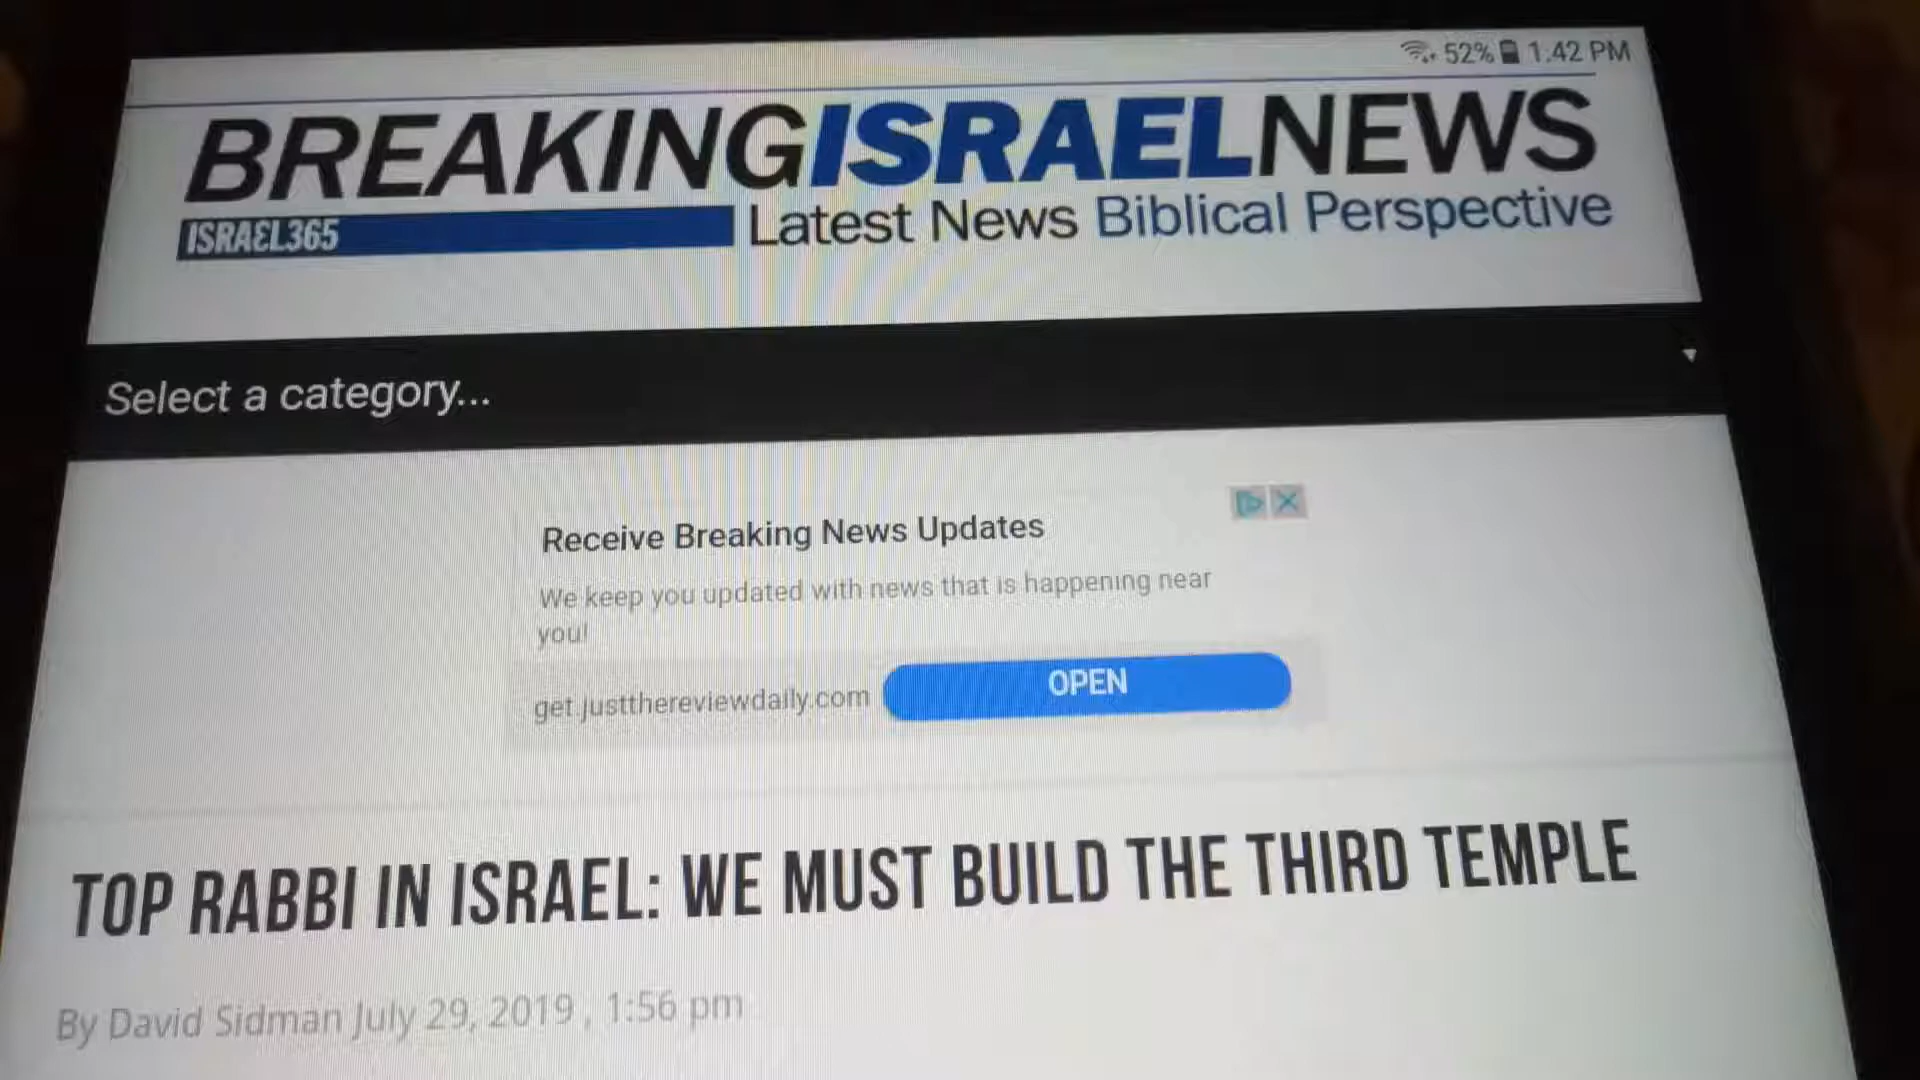 52% 1:42 PM
BREAKINGISRAELNEWS
ISRAEL365 Latest News Biblical Perspective
Select a category...
Receive Breaking News Updates
We keep you updated with news that is happening near
you!
get.justthereviewdaily.com OPEN
TOP RABBI IN ISRAEL: WE MUST BUILD THE THIRD TEMPLE
By David Sidman July 29, 2019 , 1:56 pm